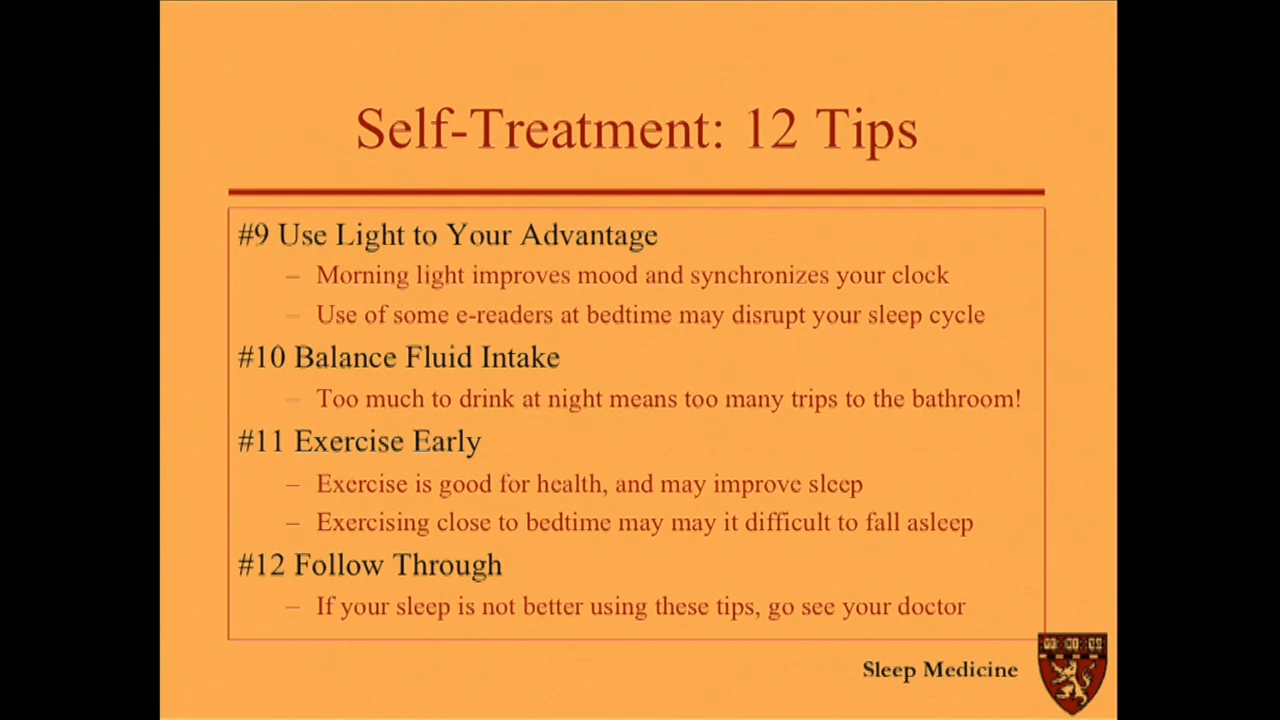 Self-Treatment: 12 Tips
#9 Use Light to Your Advantage
– Morning light improves mood and synchronizes your clock
– Use of some e-readers at bedtime may disrupt your sleep cycle
#10 Balance Fluid Intake
– Too much to drink at night means too many trips to the bathroom!
#11 Exercise Early
– Exercise is good for health, and may improve sleep
– Exercising close to bedtime may may it difficult to fall asleep
#12 Follow Through
– If your sleep is not better using these tips, go see your doctor
Sleep Medicine